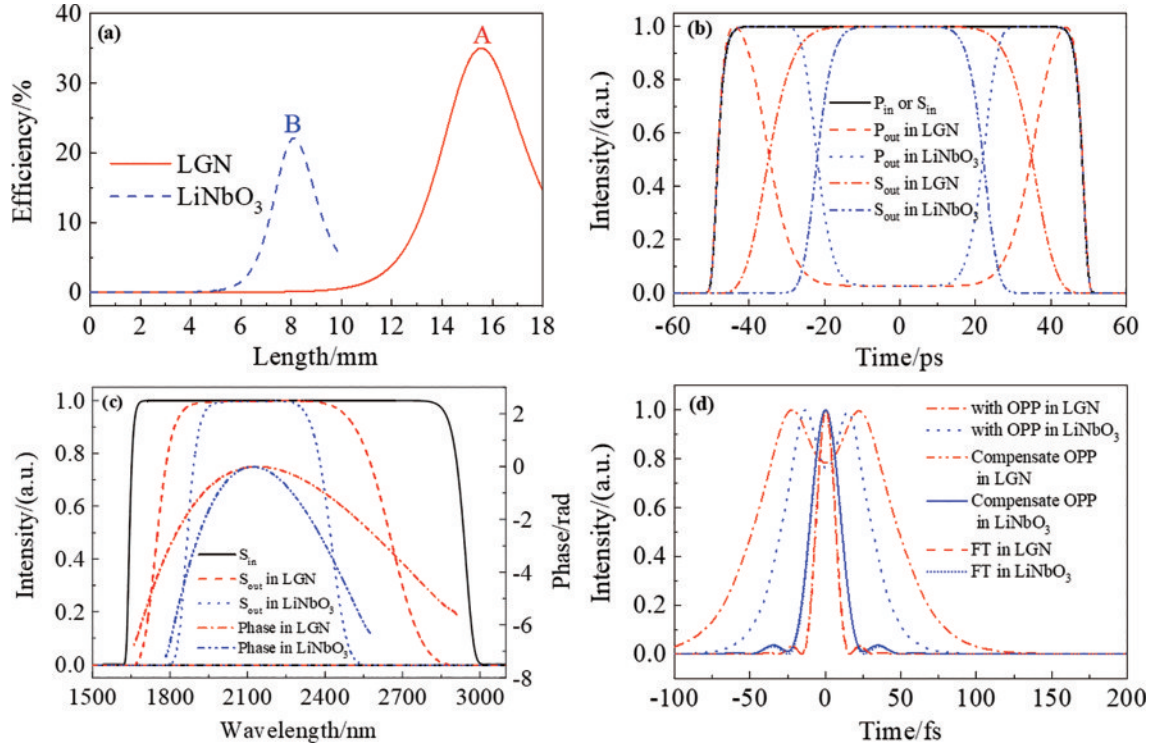 (a)
A
B
LGN
LiNbO3
Efficiency/%
40
30
20
10
0
0 2 4 6 8 10 12 14 16 18
Length/mm
(b)
Pin or Sin
Pout in LGN
Pout in LiNbO3
Sout in LGN
Sout in LiNbO3
Intensity/(a.u.)
1.0
0.8
0.6
0.4
0.2
0.0
-60 -40 -20 0 20 40 60
Time/ps
(c)
Sin
Sout in LGN
Sout in LiNbO3
Phase in LGN
Phase in LiNbO3
Intensity/(a.u.)
1.0
0.8
0.6
0.4
0.2
0.0
2
0
-2
-4
-6
-8
Phase/rad
1500 1800 2100 2400 2700 3000
Wavelength/nm
(d)
with OPP in LGN
with OPP in LiNbO3
Compensate OPP
in LGN
Compensate OPP
in LiNbO3
FT in LGN
FT in LiNbO3
Intensity/(a.u.)
1.0
0.8
0.6
0.4
0.2
0.0
-100 -50 0 50 100 150 200
Time/fs